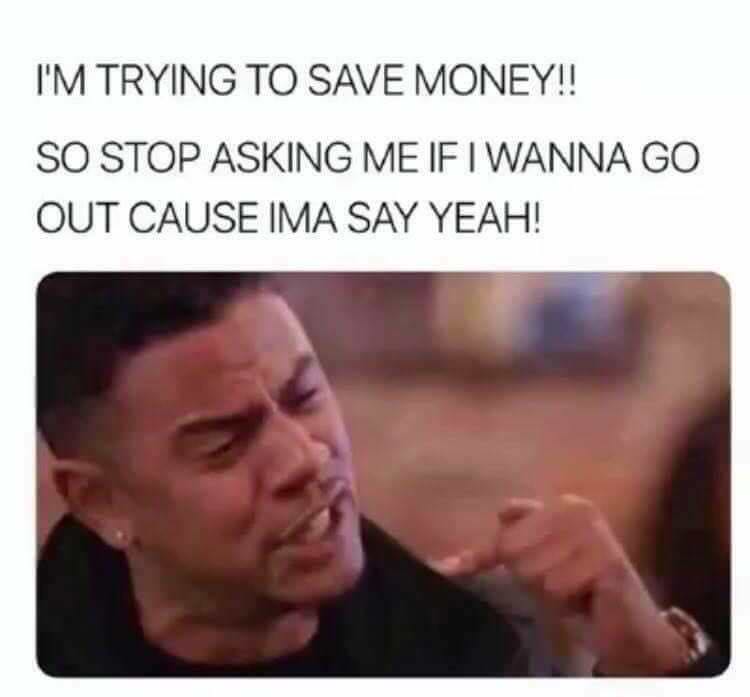 I'M TRYING TO SAVE MONEY!!
SO STOP ASKING ME IF I WANNA GO
OUT CAUSE IMA SAY YEAH!